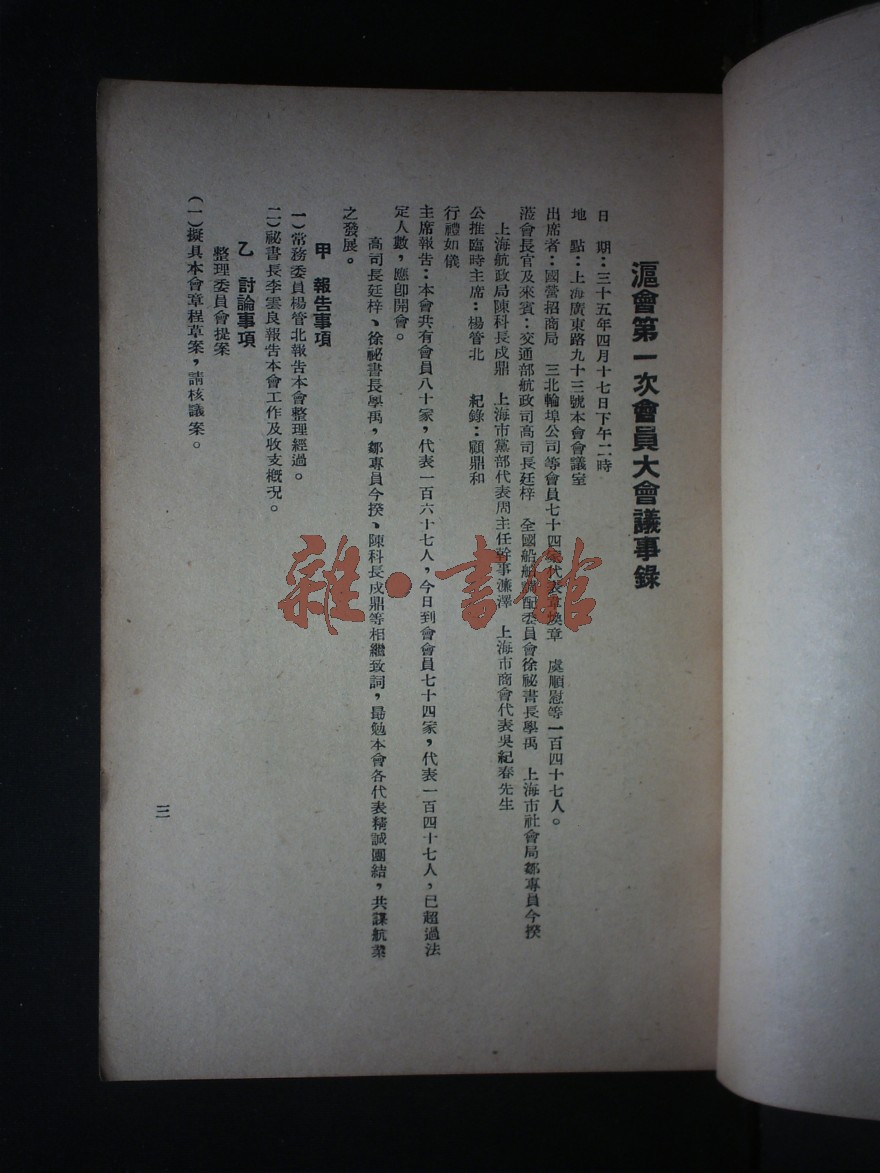 滬會第一次會員大會議事錄
日　期：三十五年四月十七日下午二時
地　點：上海廣東路九十三號本會會議室
出席者：國營招商局　三北輪埠公司等會員七十四家代表章煥章　虞順慰等一百四十七人。
蒞會長官及來賓：交通部航政司高司長廷梓　全國船舶調配委員會徐祕書長學禹　上海市社會局鄒專員今揆
上海航政局陳科長戍鼎　上海市黨部代表周主任幹事濂澤　上海市商會代表吳紀春先生
公推臨時主席：楊管北　紀錄：顧鼎和
行禮如儀
主席報告：本會共有會員八十家，代表一百六十七人，今日到會會員七十四家，代表一百四十七人，已超過法
定人數，應卽開會。
高司長廷梓、徐祕書長學禹，鄒專員今揆、陳科長戍鼎等相繼致詞，勗勉本會各代表精誠團結，共謀航業
之發展。
甲　報告事項
一）常務委員楊管北報告本會整理經過。
二）祕書長李雲良報告本會工作及收支概況。
乙　討論事項
整理委員會提案
（一）擬具本會章程草案，請核議案。
三
雜·書館